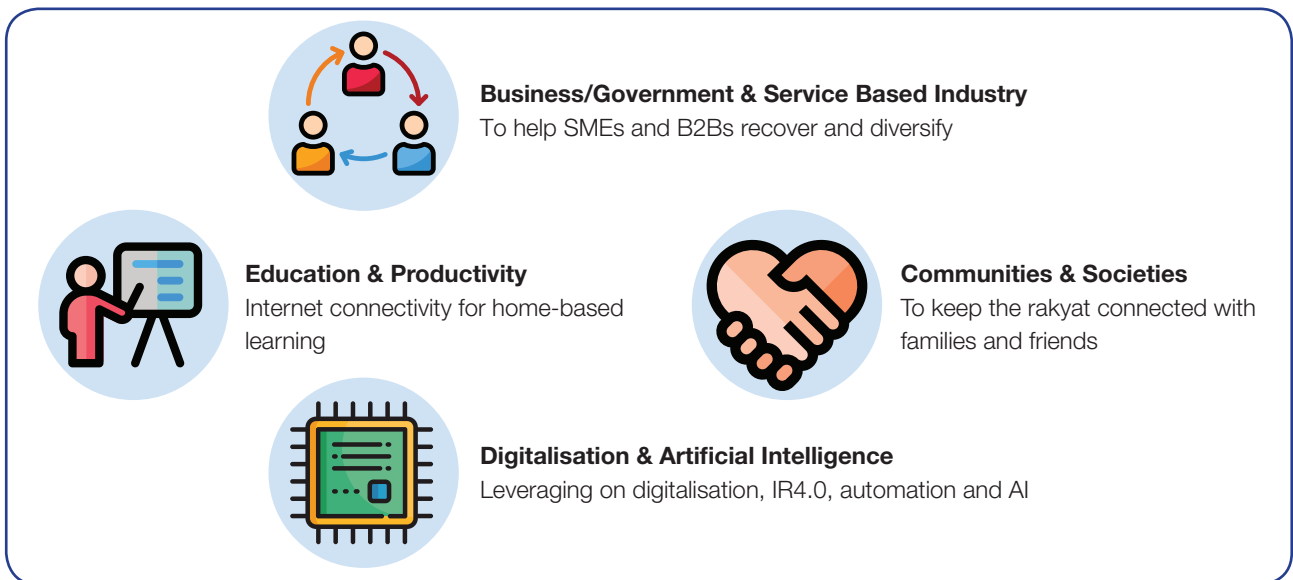 Business/Government & Service Based Industry
To help SMEs and B2Bs recover and diversify
Education & Productivity
Internet connectivity for home-based
learning
Communities & Societies
To keep the rakyat connected with
families and friends
Digitalisation & Artificial Intelligence
Leveraging on digitalisation, IR4.0, automation and AI